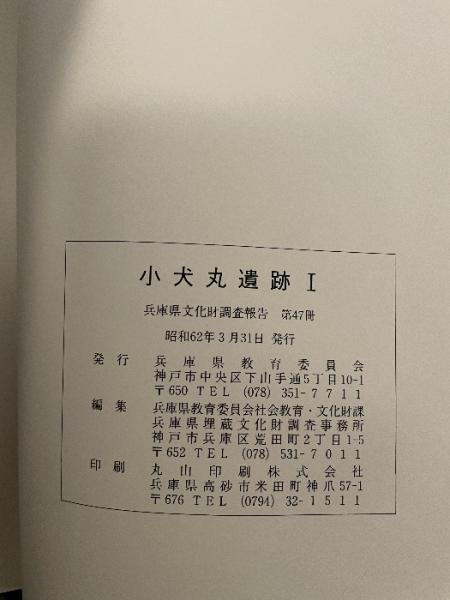 小犬丸遺跡Ⅰ
兵庫県文化財調査報告 第47冊
昭和62年3月31日 発行
発行 兵庫県教育委員会
神戸市中央区下山手通5丁目10-1
〒650 TEL (078) 351-7711
編集 兵庫県教育委員会社会教育・文化財課
兵庫県埋蔵文化財調査事務所
神戸市兵庫区荒田町2丁目1-5
〒652 TEL (078) 531-7011
印刷 丸山印刷株式会社
兵庫県高砂市米田町神爪57-1
〒676 TEL (0794) 32-1511